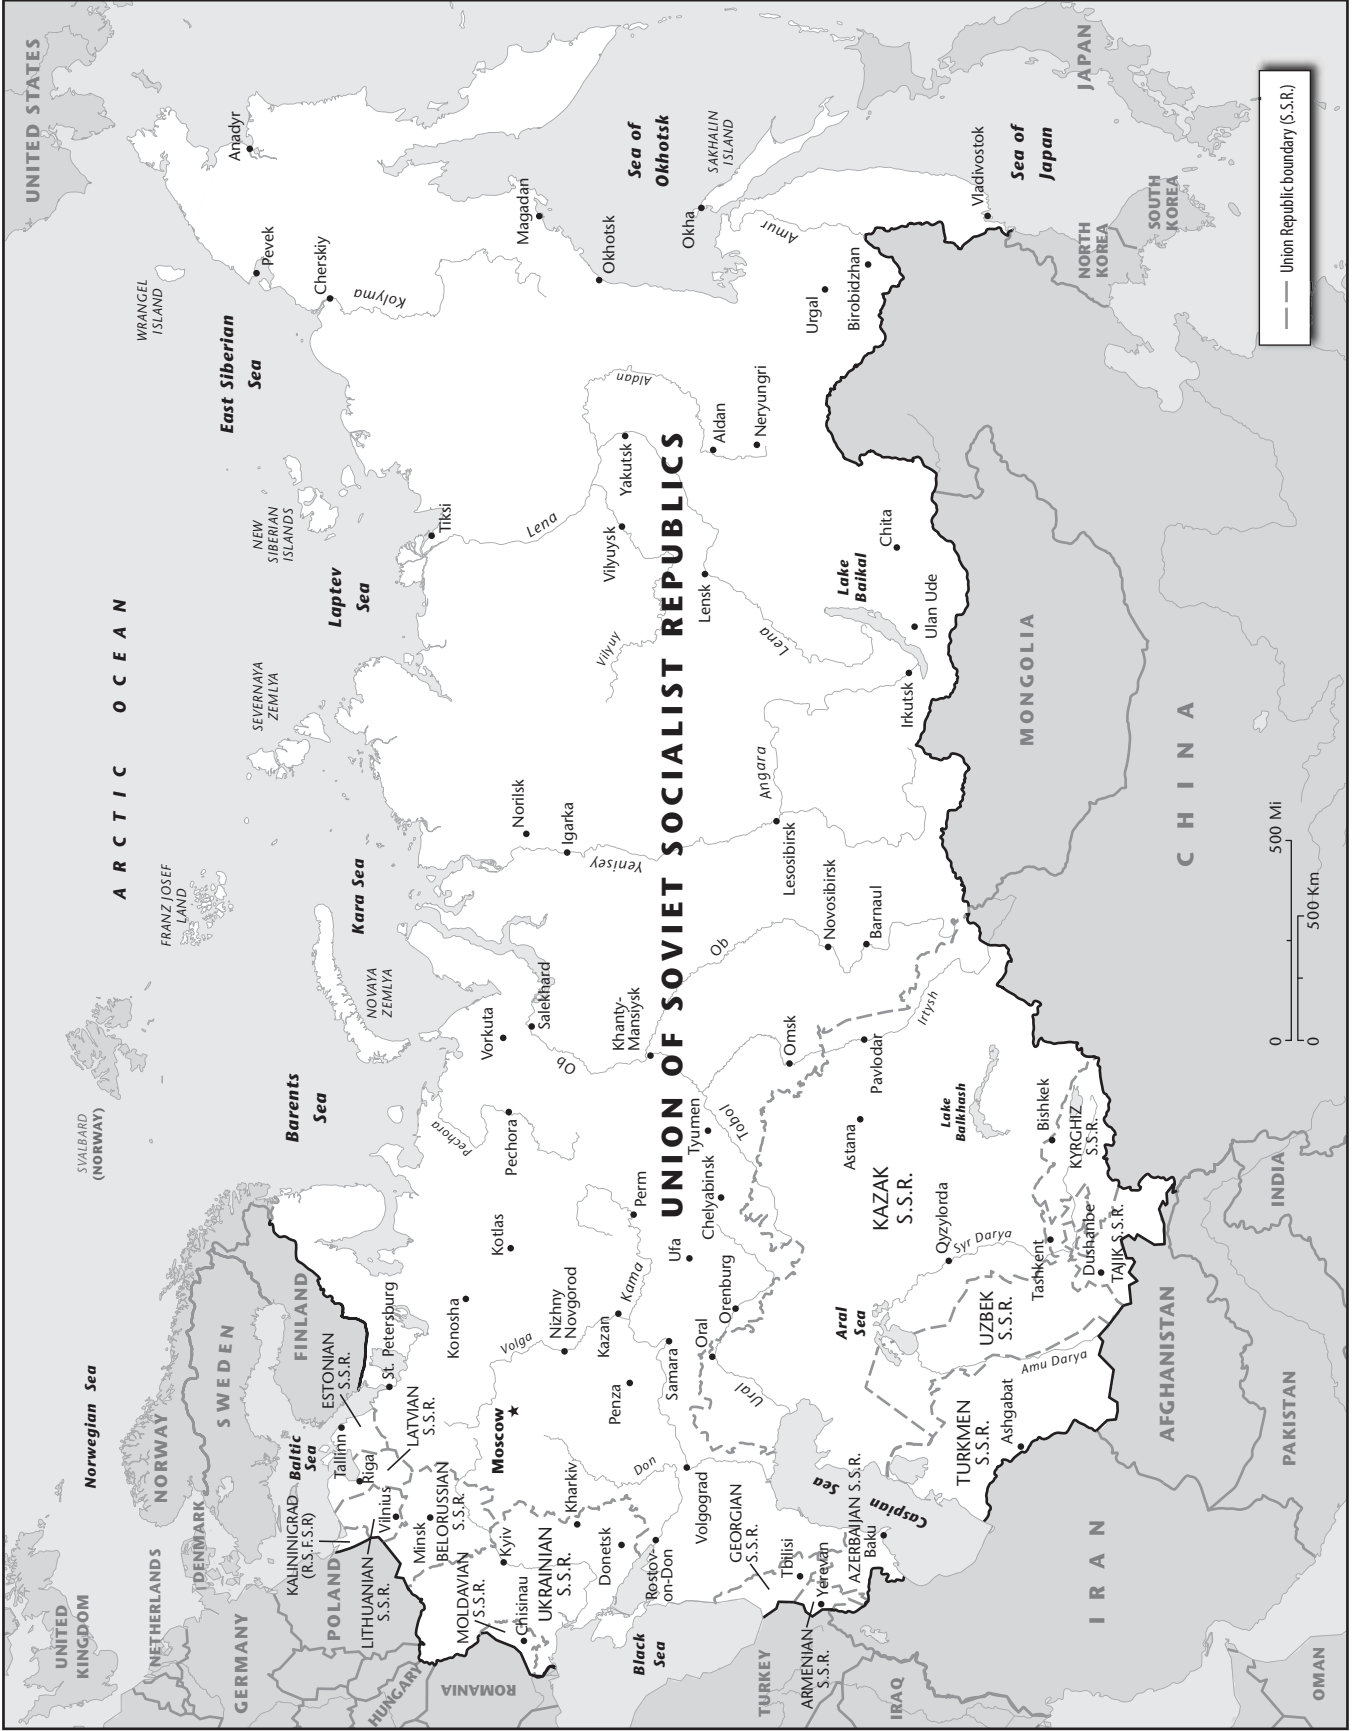 UNITED STATES
ARCTIC OCEAN
WRANGEL
ISLAND
Anadyr
Pevek
Cherskiy
Kolyma
East Siberian
Sea
NEW
SIBERIAN
ISLANDS
Laptev
Sea
Tiksi
SEVERNAYA
ZEMLYA
FRANZ JOSEF
LAND
Kara Sea
NOVAYA
ZEMLYA
SVALBARD
(NORWAY)
Barents
Sea
Norwegian Sea
UNITED
KINGDOM
NETHERLANDS
DENMARK
NORWAY
SWEDEN
FINLAND
GERMANY
POLAND
Baltic
Sea
KALININIGRAD
(R.S.F.S.R)
ESTONIAN
S.S.R.
LATVIAN
S.S.R.
LITHUANIAN
S.S.R.
Tallinn
Riga
Vilnius
Minsk
BELORUSSIAN
S.S.R.
MOLDAVIAN
S.S.R.
Chisinau
Kyiv
UKRAINIAN
S.S.R.
Kharkiv
Donetsk
Rostov-
on-Don
HUNGARY
ROMANIA
Black
Sea
St. Petersburg
Konosha
Kotlas
Moscow
Volga
Nizhny
Novgorod
Kazan
Kama
Perm
Penza
Samara
Ufa
Don
Volgograd
Ural
Oral
Orenburg
Chelyabinsk
Tyumen
Tobol
Pechora
Pechora
Vorkuta
Salekhard
Ob
Khanty-
Mansiysk
Norilsk
Igarka
Yenisey
Ob
Omsk
Novosibirsk
Barnaul
Lesosibirsk
Angara
Irkutsk
Lake
Baikal
Ulan Ude
Chita
Lena
Lena
Lensk
Vilyuy
Vilyuysk
Yakutsk
Aldan
Aldan
Neryungri
Magadan
Okhotsk
Sea of
Okhotsk
SAKHALIN
ISLAND
Okha
Amur
Urgal
Birobidzhan
Vladivostok
Sea of
Japan
JAPAN
NORTH
KOREA
SOUTH
KOREA
UNION OF SOVIET SOCIALIST REPUBLICS
GEORGIAN
S.S.R.
Tbilisi
Yerevan
ARMENIAN
S.S.R.
AZERBAIJAN S.S.R.
Baku
Caspian
Sea
TURKEY
IRAQ
IRAN
OMAN
Aral
Sea
KAZAK
S.S.R.
Astana
Pavlodar
Irtysh
Lake
Balkhash
Qyzylorda
Syr Darya
Bishkek
KYRGHIZ
S.S.R.
Tashkent
Dushanbe
TAJIK S.S.R.
UZBEK
S.S.R.
Amu Darya
TURKMEN
S.S.R.
Ashgabat
AFGHANISTAN
PAKISTAN
INDIA
MONGOLIA
CHINA
0 500 Mi
0 500 Km
Union Republic boundary (S.S.R.)